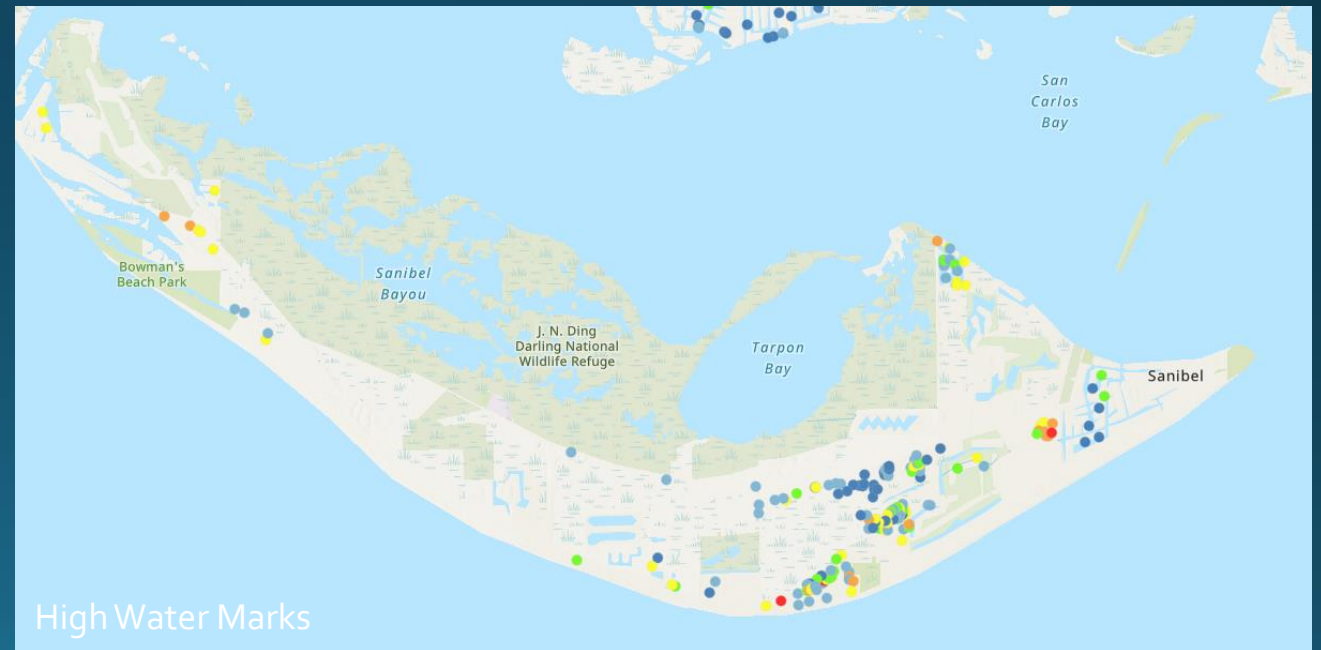 San
Carlos
Bay
Bowman's
Beach Park
Sanibel
Bayou
J. N. Ding
Darling National
Wildlife Refuge
Tarpon
Bay
Sanibel
High Water Marks